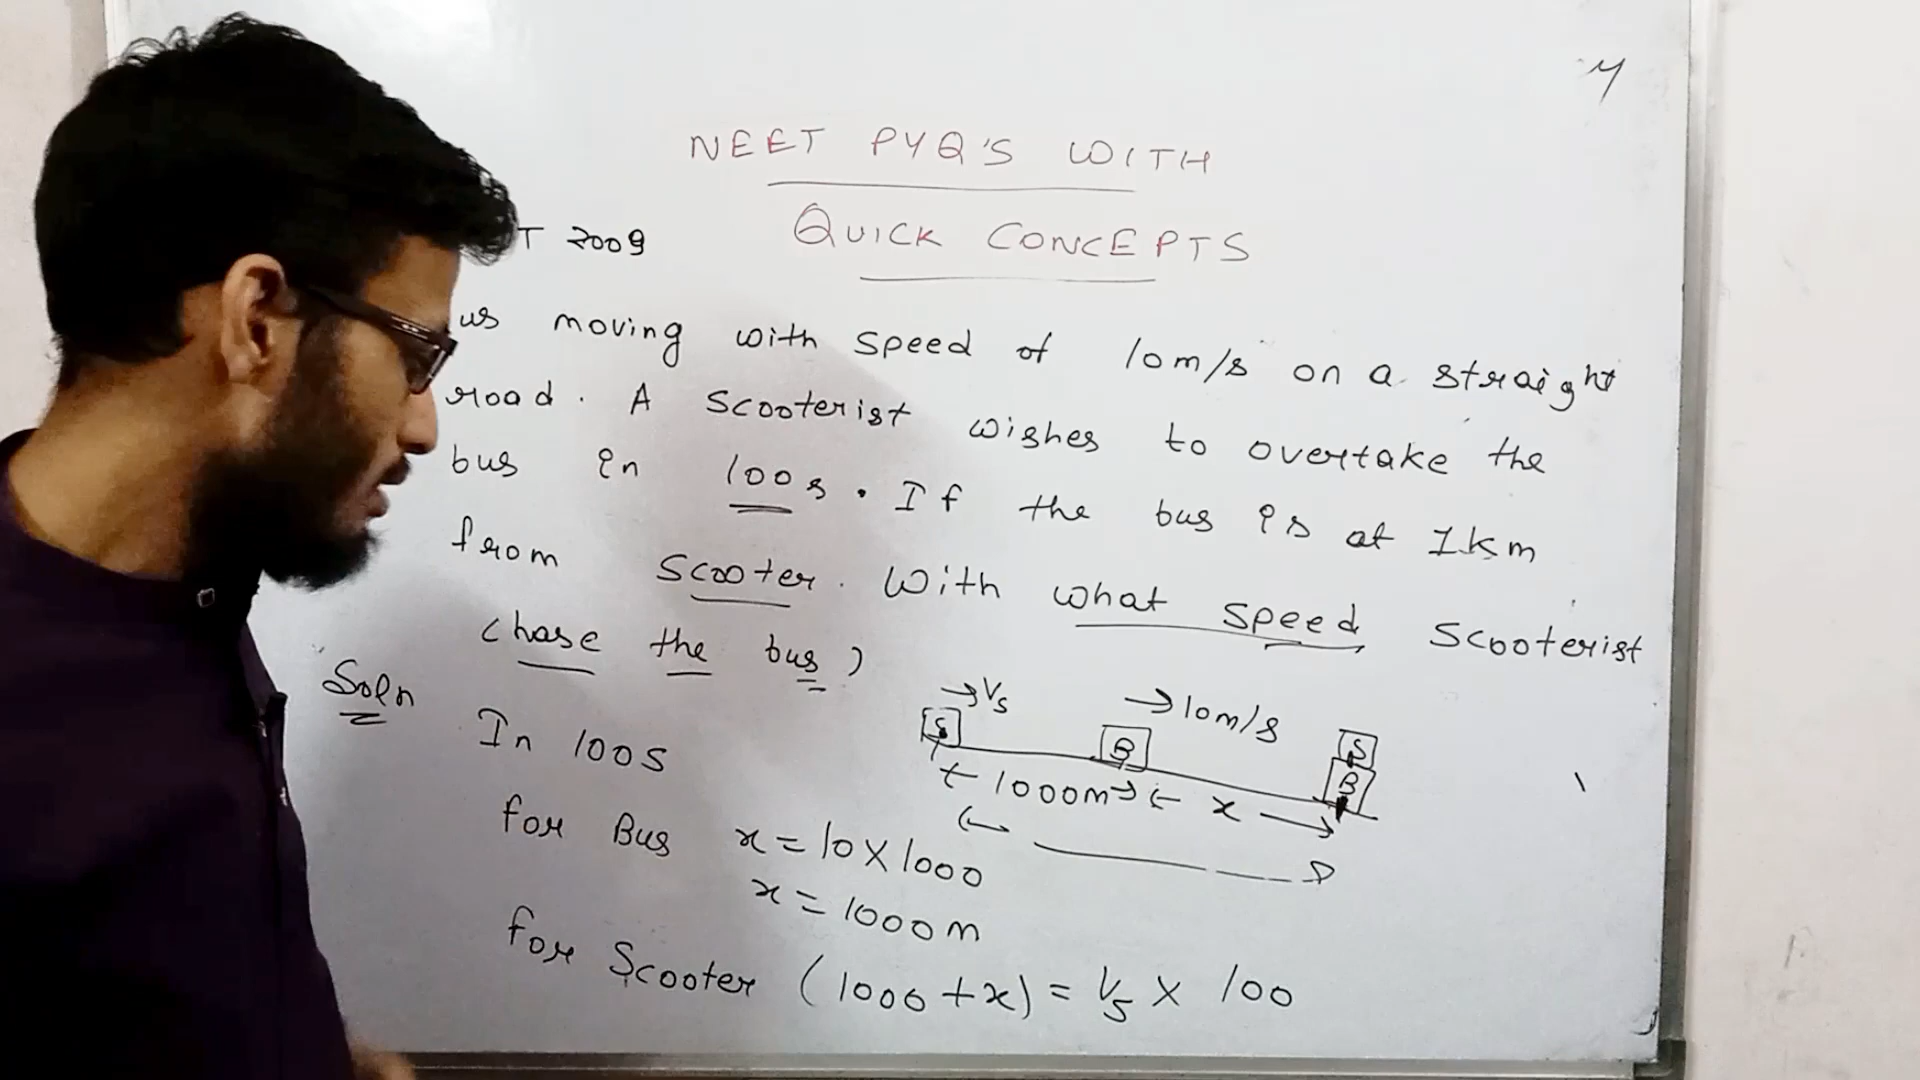 NEET PYQ'S WITH
QUICK CONCEPTS
T 2009
us moving with speed of 10m/s on a straight
road. A scooterist wishes to overtake the
bus in 100s. If the bus is at 1km
from scooter. With what speed scooterist
chase the bus)
Soln
In 100s
for Bus x = 10 X 1000
x = 1000m
for Scooter (1000+x) = Vs X 100
→Vs
→10m/s
S
B
S
B
← 1000m → ← x →